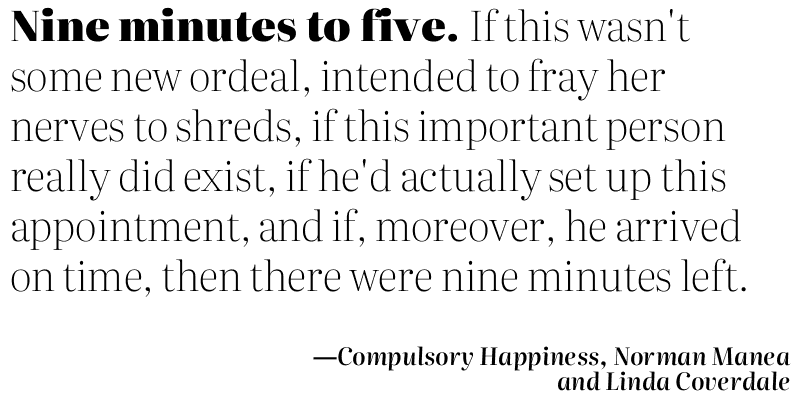 Nine minutes to five. If this wasn't
some new ordeal, intended to fray her
nerves to shreds, if this important person
really did exist, if he'd actually set up this
appointment, and if, moreover, he arrived
on time, then there were nine minutes left.
—Compulsory Happiness, Norman Manea
and Linda Coverdale